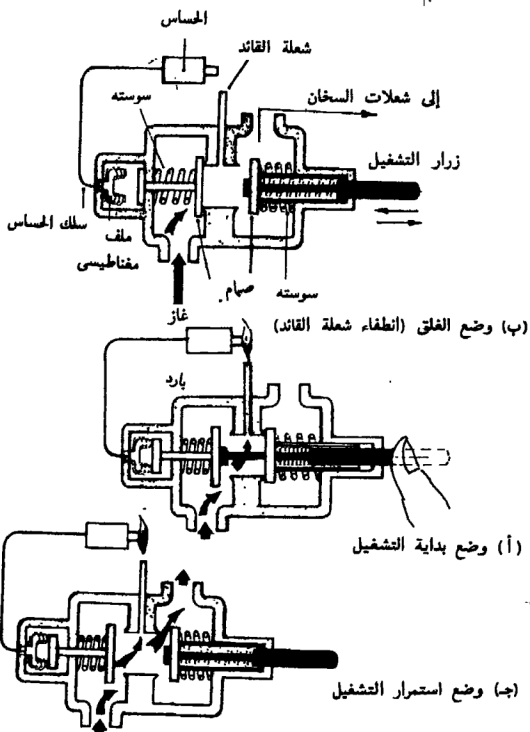 الحساس
شعلة القائد
إلى شعلات السخان
سوسته
زرار التشغيل
سلك الحساس
ملف
مغناطيسى
صمام
سوسته
غاز
(ب) وضع الغلق (انطفاء شعلة القائد)
بارد
(أ) وضع بداية التشغيل
(جـ) وضع استمرار التشغيل